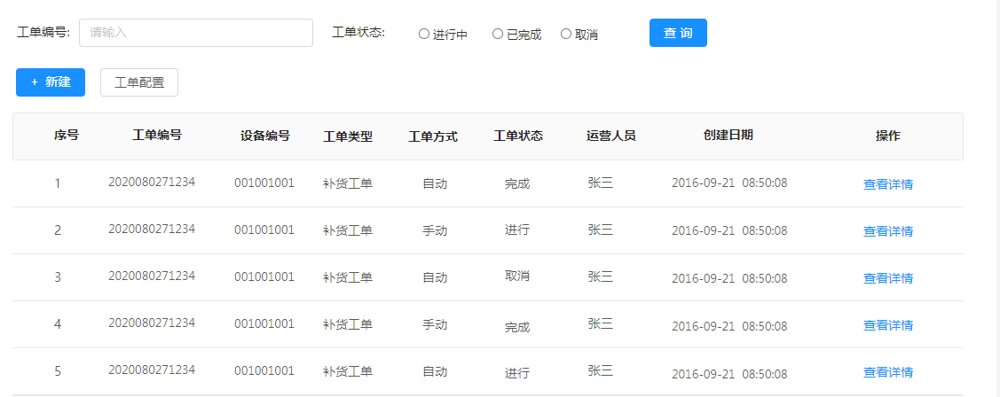 工单编号: 请输入 工单状态: 进行中 已完成 取消 查 询
+ 新建 工单配置
序号 工单编号 设备编号 工单类型 工单方式 工单状态 运营人员 创建日期 操作
1 2020080271234 001001001 补货工单 自动 完成 张三 2016-09-21 08:50:08 查看详情
2 2020080271234 001001001 补货工单 手动 进行 张三 2016-09-21 08:50:08 查看详情
3 2020080271234 001001001 补货工单 自动 取消 张三 2016-09-21 08:50:08 查看详情
4 2020080271234 001001001 补货工单 手动 完成 张三 2016-09-21 08:50:08 查看详情
5 2020080271234 001001001 补货工单 自动 进行 张三 2016-09-21 08:50:08 查看详情